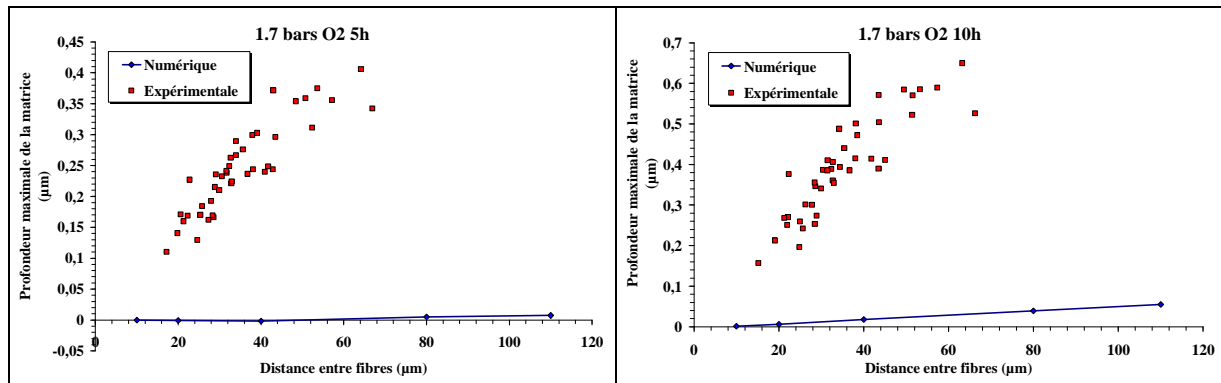 1.7 bars O2 5h
Numérique
Expérimentale
Profondeur maximale de la matrice
(µm)
0,45
0,4
0,35
0,3
0,25
0,2
0,15
0,1
0,05
0
-0,05
0
20
40
60
80
100
120
Distance entre fibres (µm)
1.7 bars O2 10h
Numérique
Expérimentale
Profondeur maximale de la matrice
(µm)
0,7
0,6
0,5
0,4
0,3
0,2
0,1
0
0
20
40
60
80
100
120
Distance entre fibres (µm)